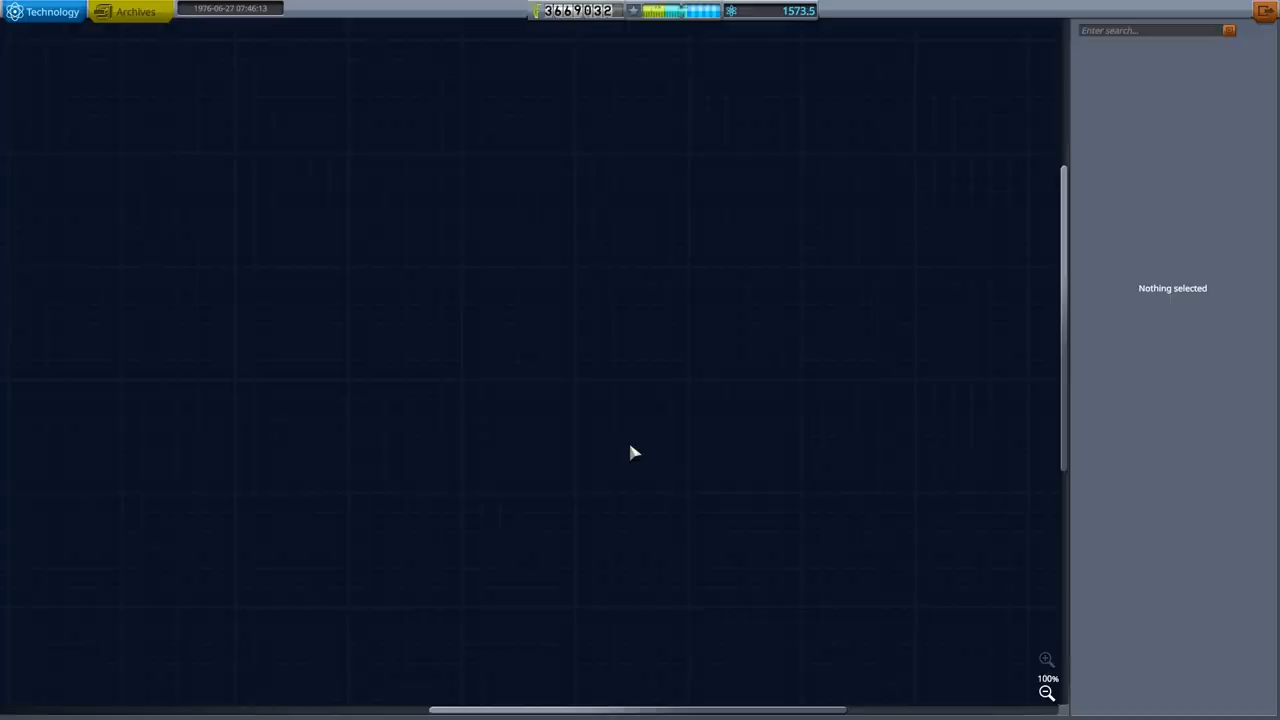 Technology
Archives
1976-06-27 07:46:13
3669032
1573.5
Enter search...
Nothing selected
100%